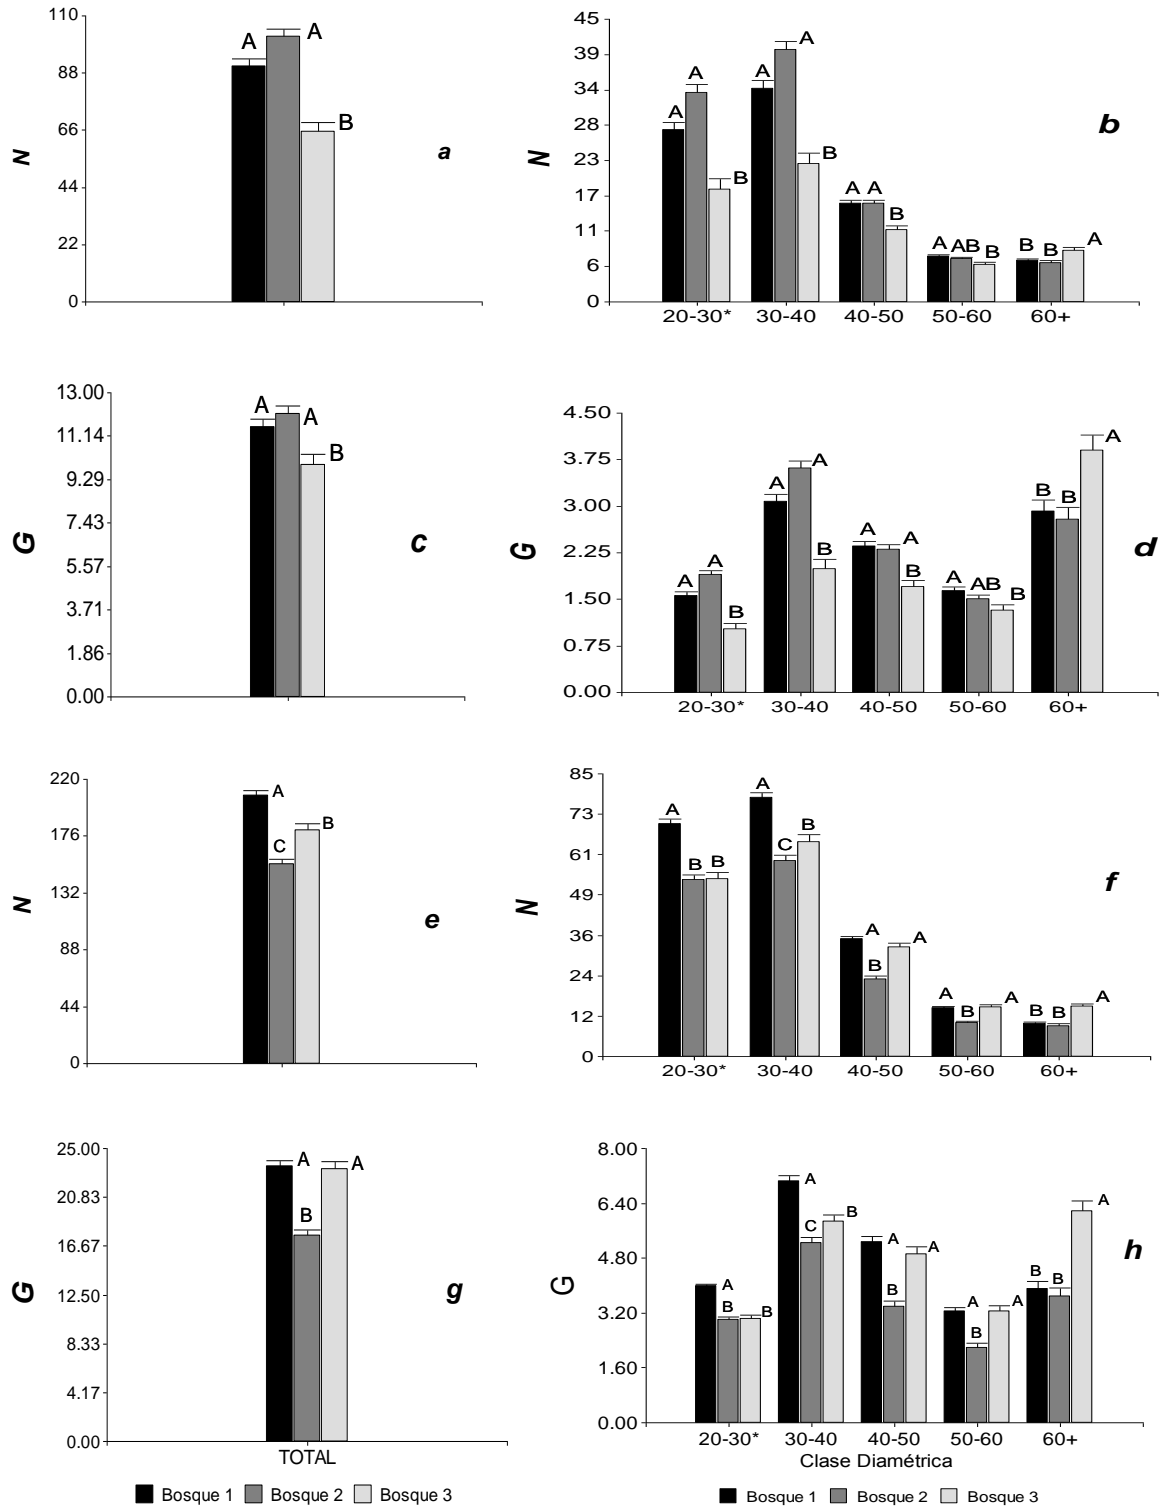 110
88
66
44
22
0
N
A
A
B
a
45
39
34
28
23
17
11
6
0
N
A
A
B
A
A
B
A
A
B
A
AB
B
B
B
A
b
20-30* 30-40 40-50 50-60 60+
13.00
11.14
9.29
7.43
5.57
3.71
1.86
0.00
G
A
A
B
c
4.50
3.75
3.00
2.25
1.50
0.75
0.00
G
A
A
B
A
A
B
A
A
B
A
AB
B
B
B
A
d
20-30* 30-40 40-50 50-60 60+
220
176
132
88
44
0
N
A
C
B
e
85
73
61
49
36
24
12
0
N
A
B
B
A
C
B
A
B
A
A
B
A
B
B
A
f
20-30* 30-40 40-50 50-60 60+
25.00
20.83
16.67
12.50
8.33
4.17
0.00
G
A
B
A
g
TOTAL
8.00
6.40
4.80
3.20
1.60
0.00
G
A
B
B
A
C
B
A
B
A
A
B
A
B
B
A
h
20-30* 30-40 40-50 50-60 60+
Clase Diamétrica
Bosque 1 Bosque 2 Bosque 3
Bosque 1 Bosque 2 Bosque 3